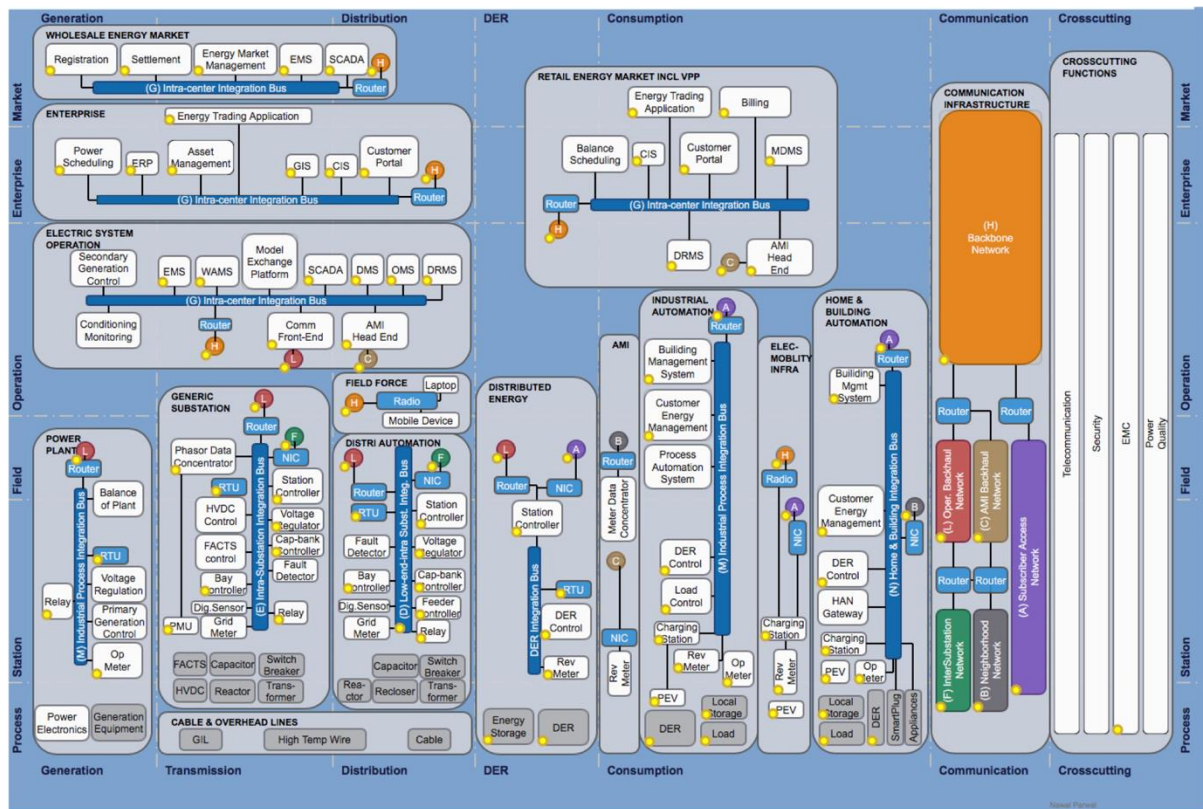 Generation
Distribution
DER
Consumption
Communication
Crosscutting
WHOLESALE ENERGY MARKET
Registration
Settlement
Energy Market
Management
EMS
SCADA
H
Router
(G) Intra-center Integration Bus
Market
ENTERPRISE
Energy Trading Application
Power
Scheduling
ERP
Asset
Management
GIS
CIS
Customer
Portal
H
Router
(G) Intra-center Integration Bus
Enterprise
RETAIL ENERGY MARKET INCL VPP
Energy Trading
Application
Billing
Balance
Scheduling
CIS
Customer
Portal
MDMS
Router
H
(G) Intra-center Integration Bus
DRMS
C
AMI
Head
End
ELECTRIC SYSTEM
OPERATION
Secondary
Generation
Control
EMS
WAMS
Model
Exchange
Platform
SCADA
DMS
OMS
DRMS
(G) Intra-center Integration Bus
Conditioning
Monitoring
Router
H
Comm
Front-End
L
AMI
Head End
C
Operation
POWER
PLANT
L
Router
(M) Industrial Process Integration Bus
Balance
of Plant
RTU
Voltage
Regulation
Relay
Primary
Generation
Control
Op
Meter
Power
Electronics
Generation
Equipment
GENERIC
SUBSTATION
L
Router
F
NIC
Phasor Data
Concentrator
(E) Intra-Substation Integration Bus
RTU
Station
Controller
HVDC
Control
Voltage
Regulator
FACTS
control
Cap-bank
Controller
Fault
Detector
Bay
Controller
Dig.Sensor
Relay
PMU
Grid
Meter
FACTS
Capacitor
Switch
Breaker
HVDC
Reactor
Trans-
former
FIELD FORCE
Laptop
H
Radio
Mobile Device
DISTRI AUTOMATION
L
F
Router
NIC
(D) Low-end-intra Subst. Integ. Bus
RTU
Station
Controller
Fault
Detector
Voltage
Regulator
Bay
Controller
Cap-bank
Controller
Dig.Sensor
Feeder
Controller
Grid
Meter
Relay
Capacitor
Switch
Breaker
Rea-
ctor
Recloser
Trans-
former
CABLE & OVERHEAD LINES
GIL
High Temp Wire
Cable
DISTRIBUTED
ENERGY
L
A
Router
NIC
Station
Controller
DER Integration Bus
RTU
DER
Control
Rev
Meter
Energy
Storage
DER
AMI
B
Router
Meter Data
Concentrator
C
NIC
Rev
Meter
INDUSTRIAL
AUTOMATION
A
Router
Builiding
Management
System
Customer
Energy
Management
Process
Automation
System
(M) Industrial Process Integration Bus
DER
Control
Load
Control
Charging
Station
Rev
Meter
Op
Meter
PEV
Local
Storage
DER
Load
ELEC-
MOBLITY
INFRA
H
Radio
A
NIC
Charging
Station
Rev
Meter
PEV
HOME &
BUILDING
AUTOMATION
A
Router
Builiding
Mgmt
System
(N) Home & Building Integration Bus
Customer
Energy
Management
B
NIC
DER
Control
HAN
Gateway
Charging
Station
PEV
Op
Meter
Local
Storage
Load
DER
SmartPlug
Appliances
COMMUNICATION
INFRASTRUCTURE
(H)
Backbone
Network
Router
Router
(L) Oper. Backhaul
Network
(C) AMI Backhaul
Network
(A) Subscriber Access
Network
Router
Router
(F) InterSubstation
Network
(B) Neighborhood
Network
CROSSCUTTING
FUNCTIONS
Telecommunication
Security
EMC
Power
Quality
Market
Enterprise
Operation
Field
Station
Process
Field
Station
Process
Generation
Transmission
Distribution
DER
Consumption
Communication
Crosscutting
Nawal Parwal